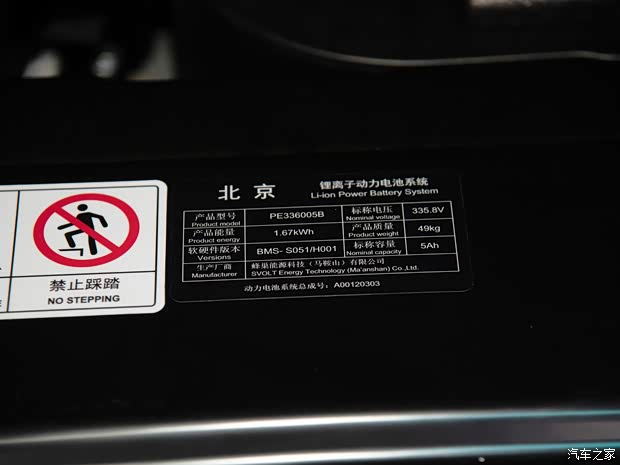 北京
锂离子动力电池系统
Li-ion Power Battery System
产品型号 PE336005B 标称电压 335.8V
Product model Nominal voltage
产品能量 1.67kWh 产品质量 49kg
Product energy Product weight
软硬件版本 BMS- S051/H001 标称容量 5Ah
Versions Nominal capacity
生产厂商 蜂巢能源科技（马鞍山）有限公司
Manufacturer SVOLT Energy Technology (Ma'anshan) Co.,Ltd.
动力电池系统总成号：A00120303
禁止踩踏
NO STEPPING
汽车之家